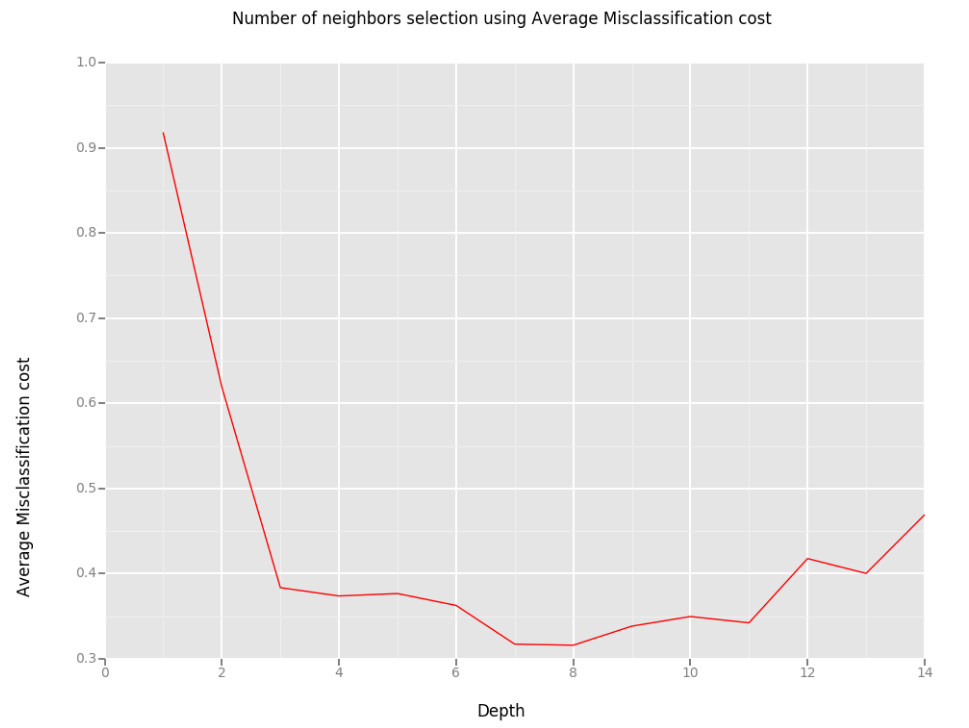 Number of neighbors selection using Average Misclassification cost
1.0
0.9
0.8
0.7
0.6
0.5
0.4
0.3
Average Misclassification cost
0 2 4 6 8 10 12 14
Depth